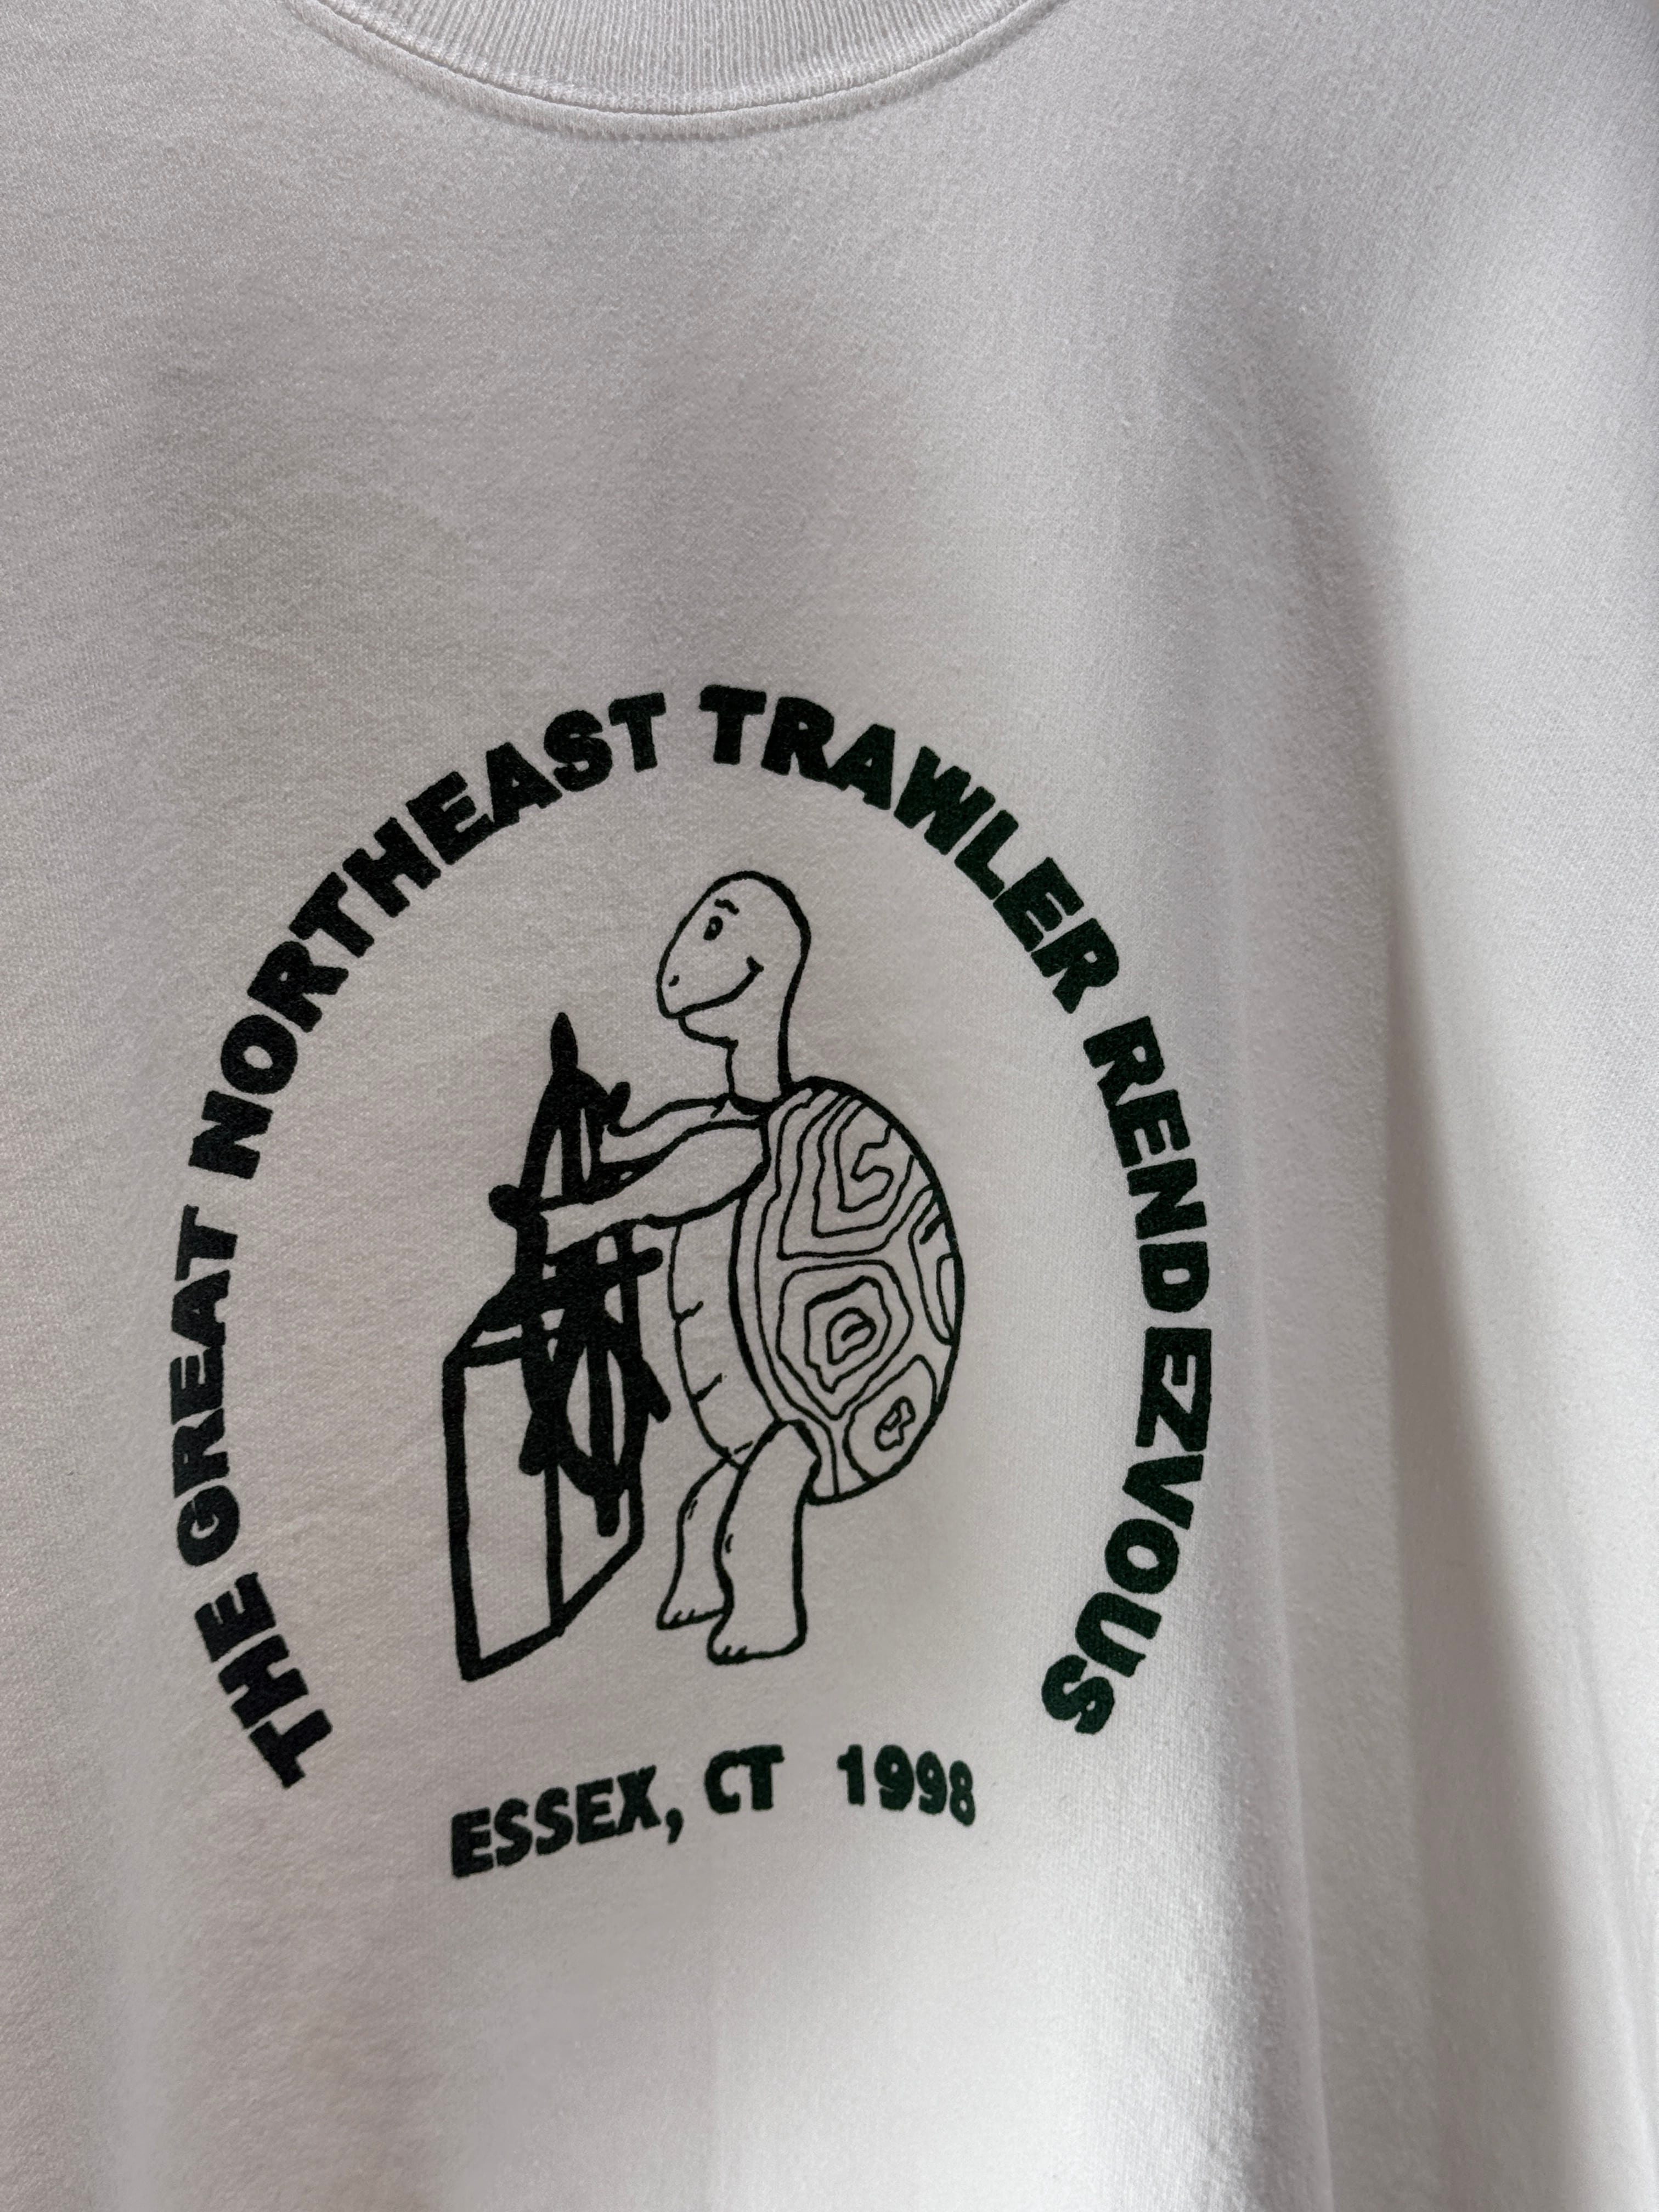 THE GREAT NORTHEAST TRAWLER RENDEZVOUS
ESSEX, CT 1998